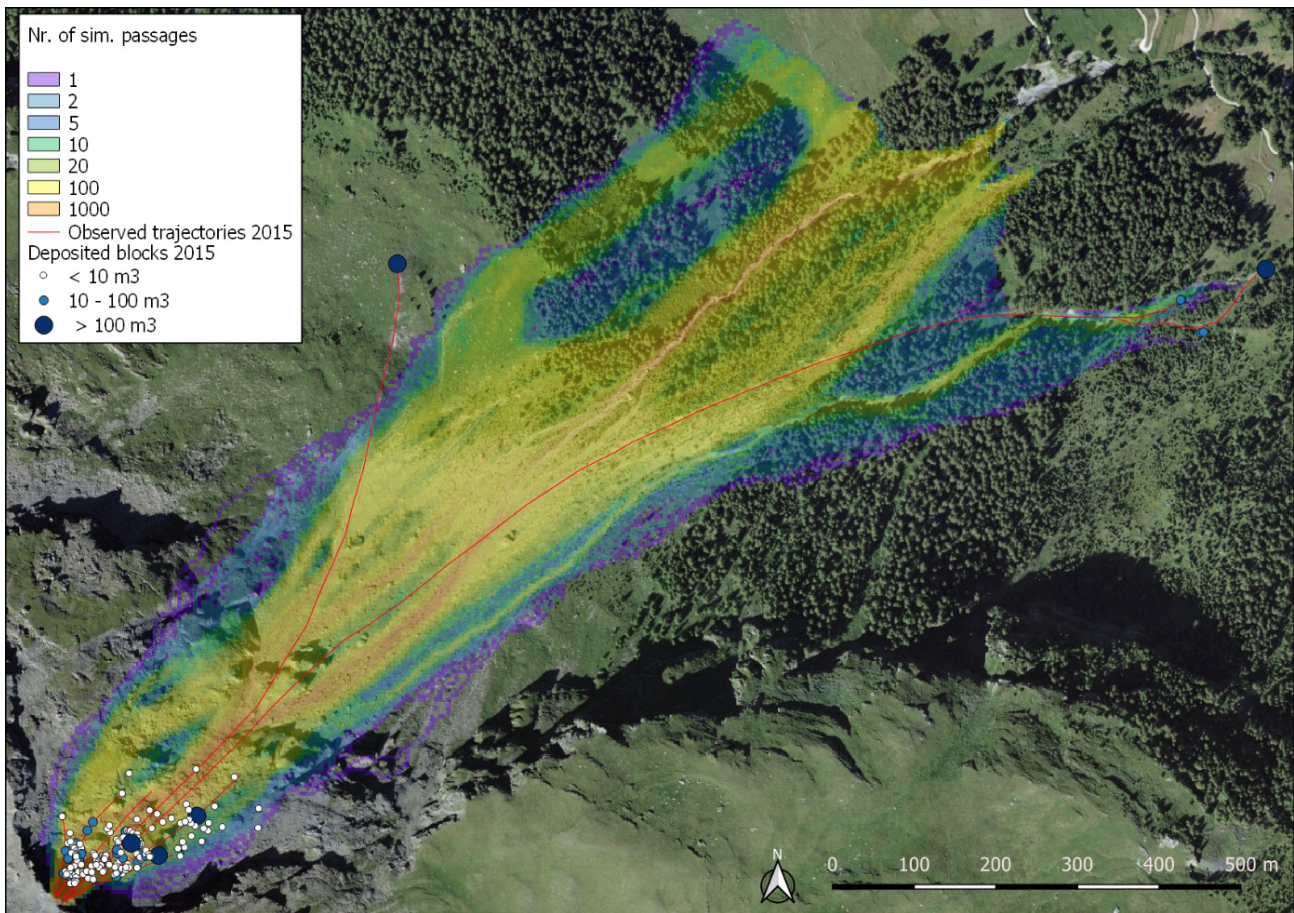 Nr. of sim. passages
1
2
5
10
20
100
1000
Observed trajectories 2015
Deposited blocks 2015
< 10 m3
10 - 100 m3
> 100 m3
N
0 100 200 300 400 500 m